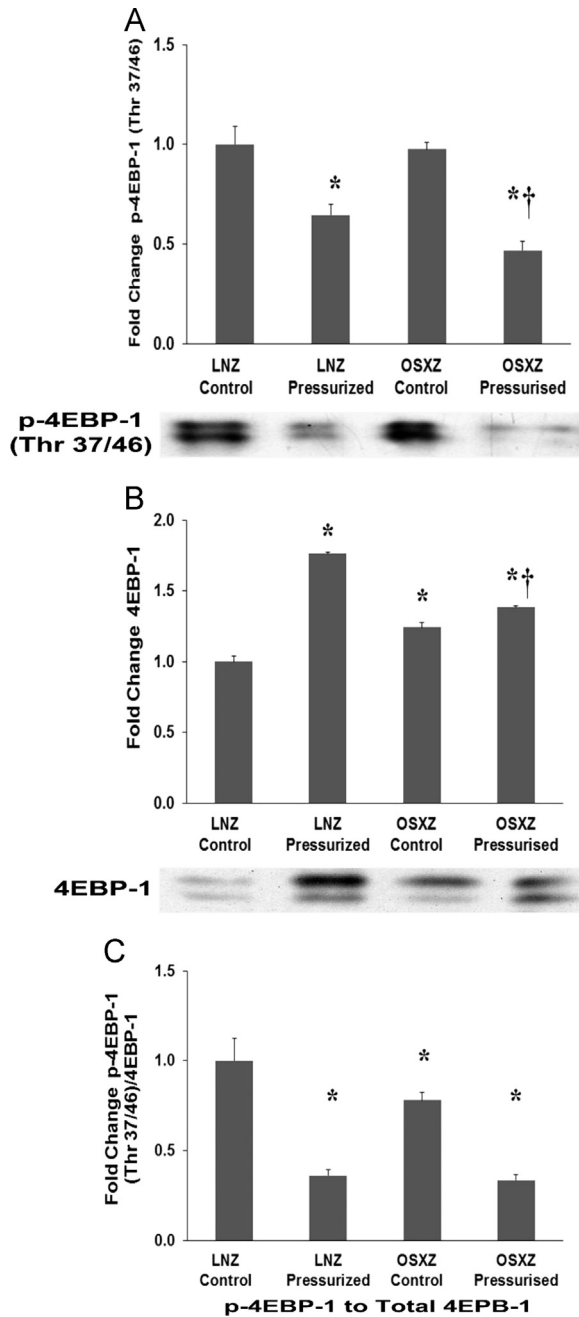 A
Fold Change p-4EBP-1 (Thr 37/46)
1.5
1.0
0.5
0.0
*
*†
LNZ Control
LNZ Pressurized
OSXZ Control
OSXZ Pressurised
p-4EBP-1
(Thr 37/46)
B
Fold Change 4EBP-1
2.0
1.5
1.0
0.5
0.0
*
*
*†
LNZ Control
LNZ Pressurized
OSXZ Control
OSXZ Pressurised
4EBP-1
C
Fold Change p-4EBP-1
(Thr 37/46)/4EBP-1
1.5
1.0
0.5
0.0
*
*
*
LNZ Control
LNZ Pressurized
OSXZ Control
OSXZ Pressurised
p-4EBP-1 to Total 4EPB-1